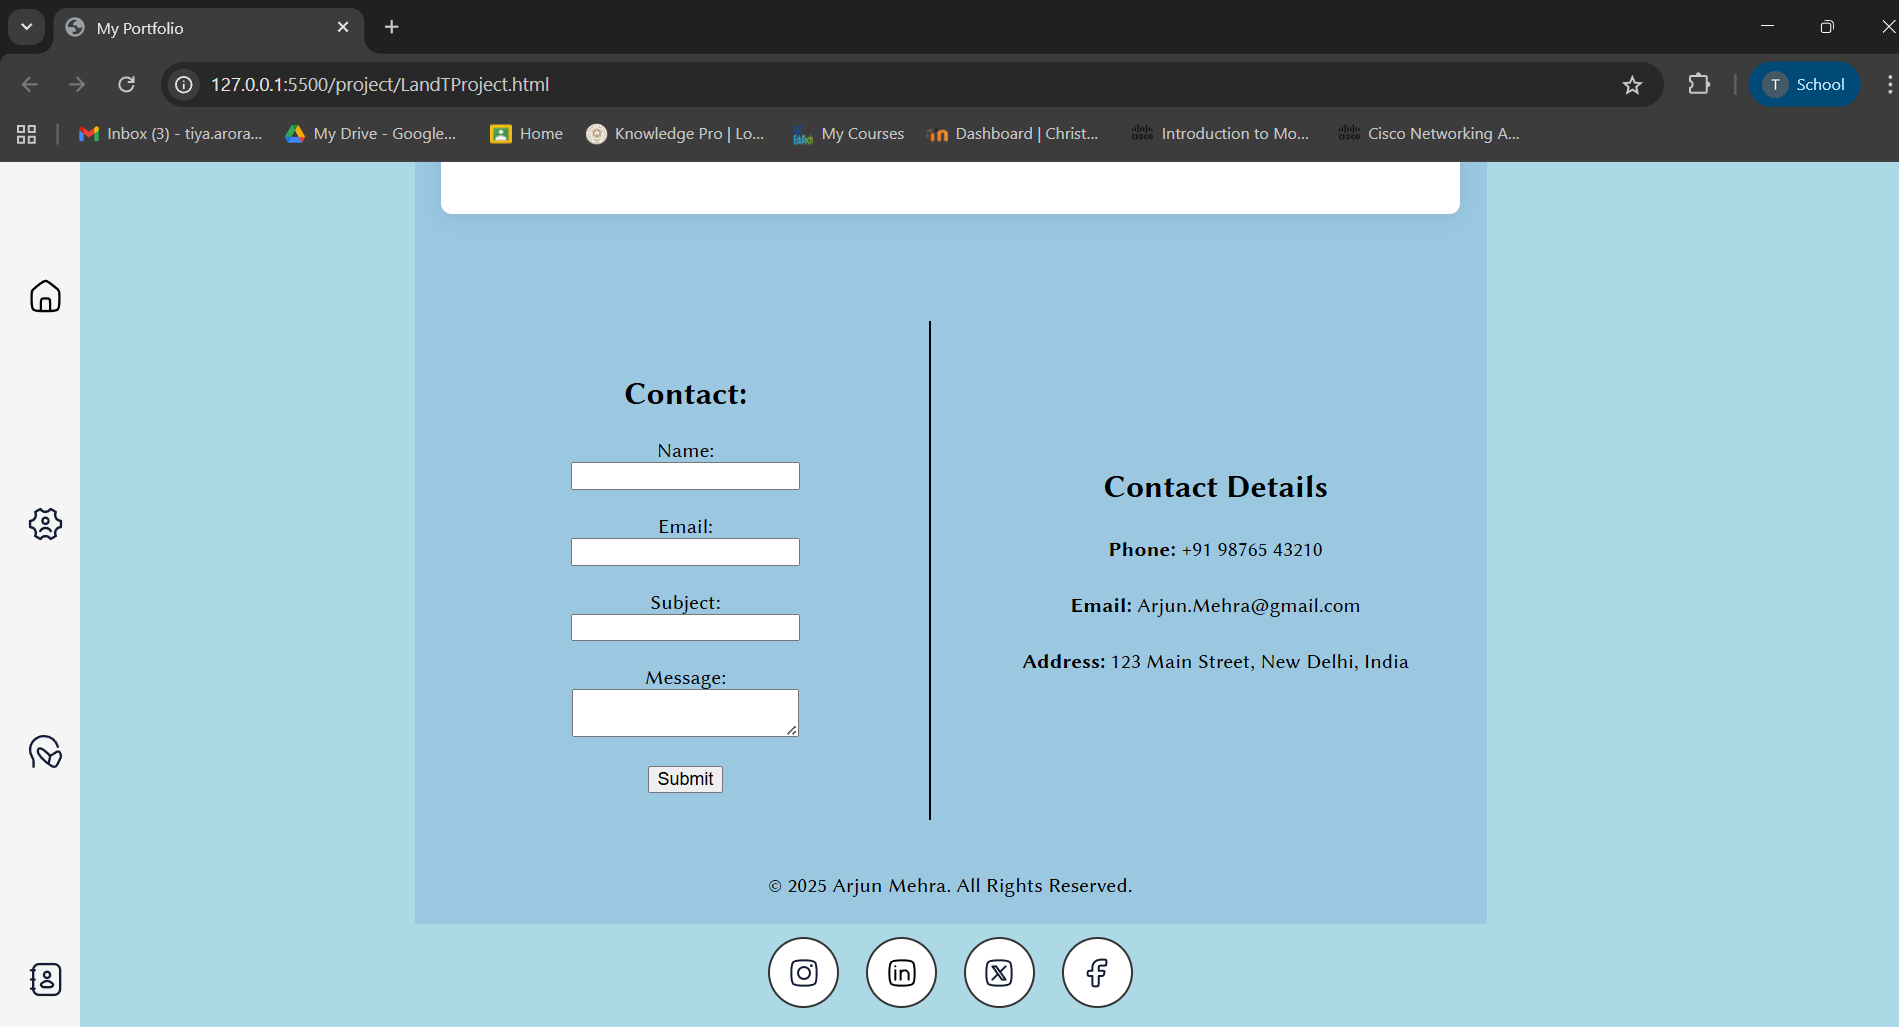 My Portfolio
127.0.0.1:5500/project/LandTProject.html
T School
Inbox (3) - tiya.arora... My Drive - Google... Home Knowledge Pro | Lo... My Courses Dashboard | Christ... Introduction to Mo... Cisco Networking A...
Contact:
Name:
Email:
Subject:
Message:
Submit
Contact Details
Phone: +91 98765 43210
Email: Arjun.Mehra@gmail.com
Address: 123 Main Street, New Delhi, India
© 2025 Arjun Mehra. All Rights Reserved.